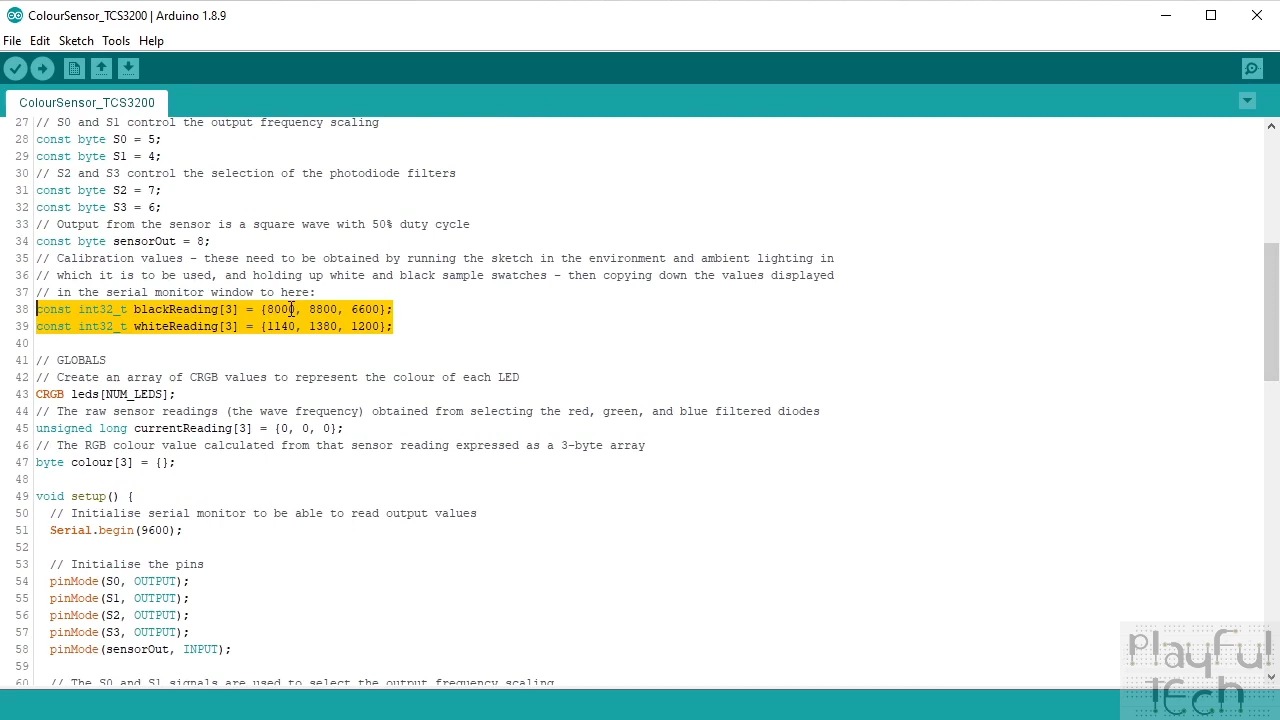 ColourSensor_TCS3200 | Arduino 1.8.9
File Edit Sketch Tools Help
ColourSensor_TCS3200
27 // S0 and S1 control the output frequency scaling
28 const byte S0 = 5;
29 const byte S1 = 4;
30 // S2 and S3 control the selection of the photodiode filters
31 const byte S2 = 7;
32 const byte S3 = 6;
33 // Output from the sensor is a square wave with 50% duty cycle
34 const byte sensorOut = 8;
35 // Calibration values - these need to be obtained by running the sketch in the environment and ambient lighting in
36 // which it is to be used, and holding up white and black sample swatches - then copying down the values displayed
37 // in the serial monitor window to here:
38 const int32_t blackReading[3] = {8000, 8800, 6600};
39 const int32_t whiteReading[3] = {1140, 1380, 1200};
40
41 // GLOBALS
42 // Create an array of CRGB values to represent the colour of each LED
43 CRGB leds[NUM_LEDS];
44 // The raw sensor readings (the wave frequency) obtained from selecting the red, green, and blue filtered diodes
45 unsigned long currentReading[3] = {0, 0, 0};
46 // The RGB colour value calculated from that sensor reading expressed as a 3-byte array
47 byte colour[3] = {};
48
49 void setup() {
50 // Initialise serial monitor to be able to read output values
51 Serial.begin(9600);
52
53 // Initialise the pins
54 pinMode(S0, OUTPUT);
55 pinMode(S1, OUTPUT);
56 pinMode(S2, OUTPUT);
57 pinMode(S3, OUTPUT);
58 pinMode(sensorOut, INPUT);
59
60 // The S0 and S1 signals are used to select the output frequency scaling
playful
tech